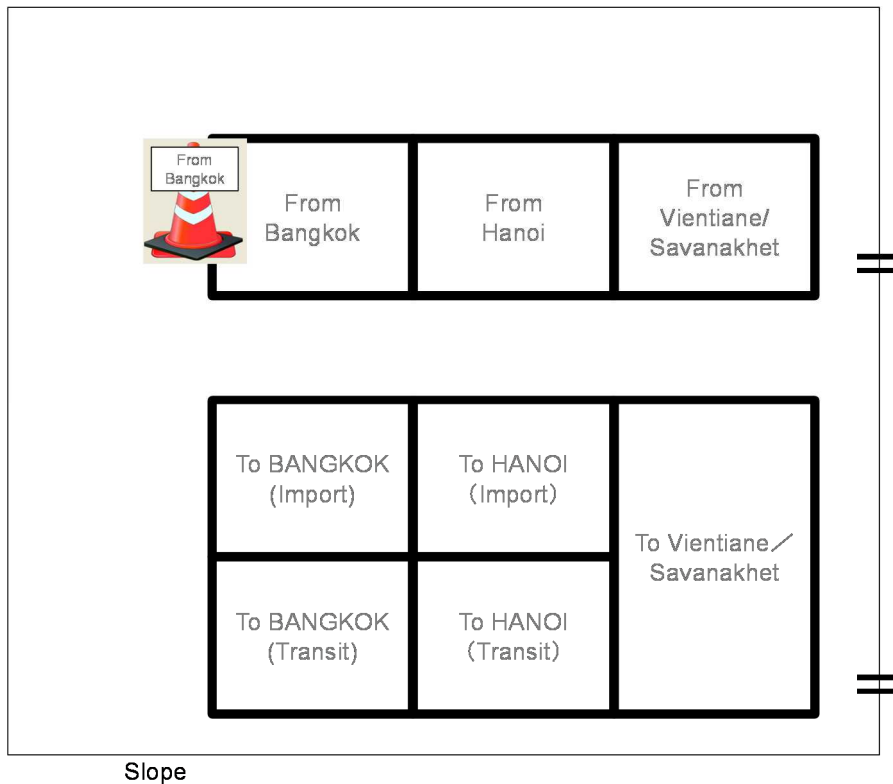 From
Bangkok
From
Bangkok
From
Hanoi
From
Vientiane/
Savanakhet
To BANGKOK
(Import)
To HANOI
（Import）
To Vientiane／
Savanakhet
To BANGKOK
(Transit)
To HANOI
（Transit）
Slope